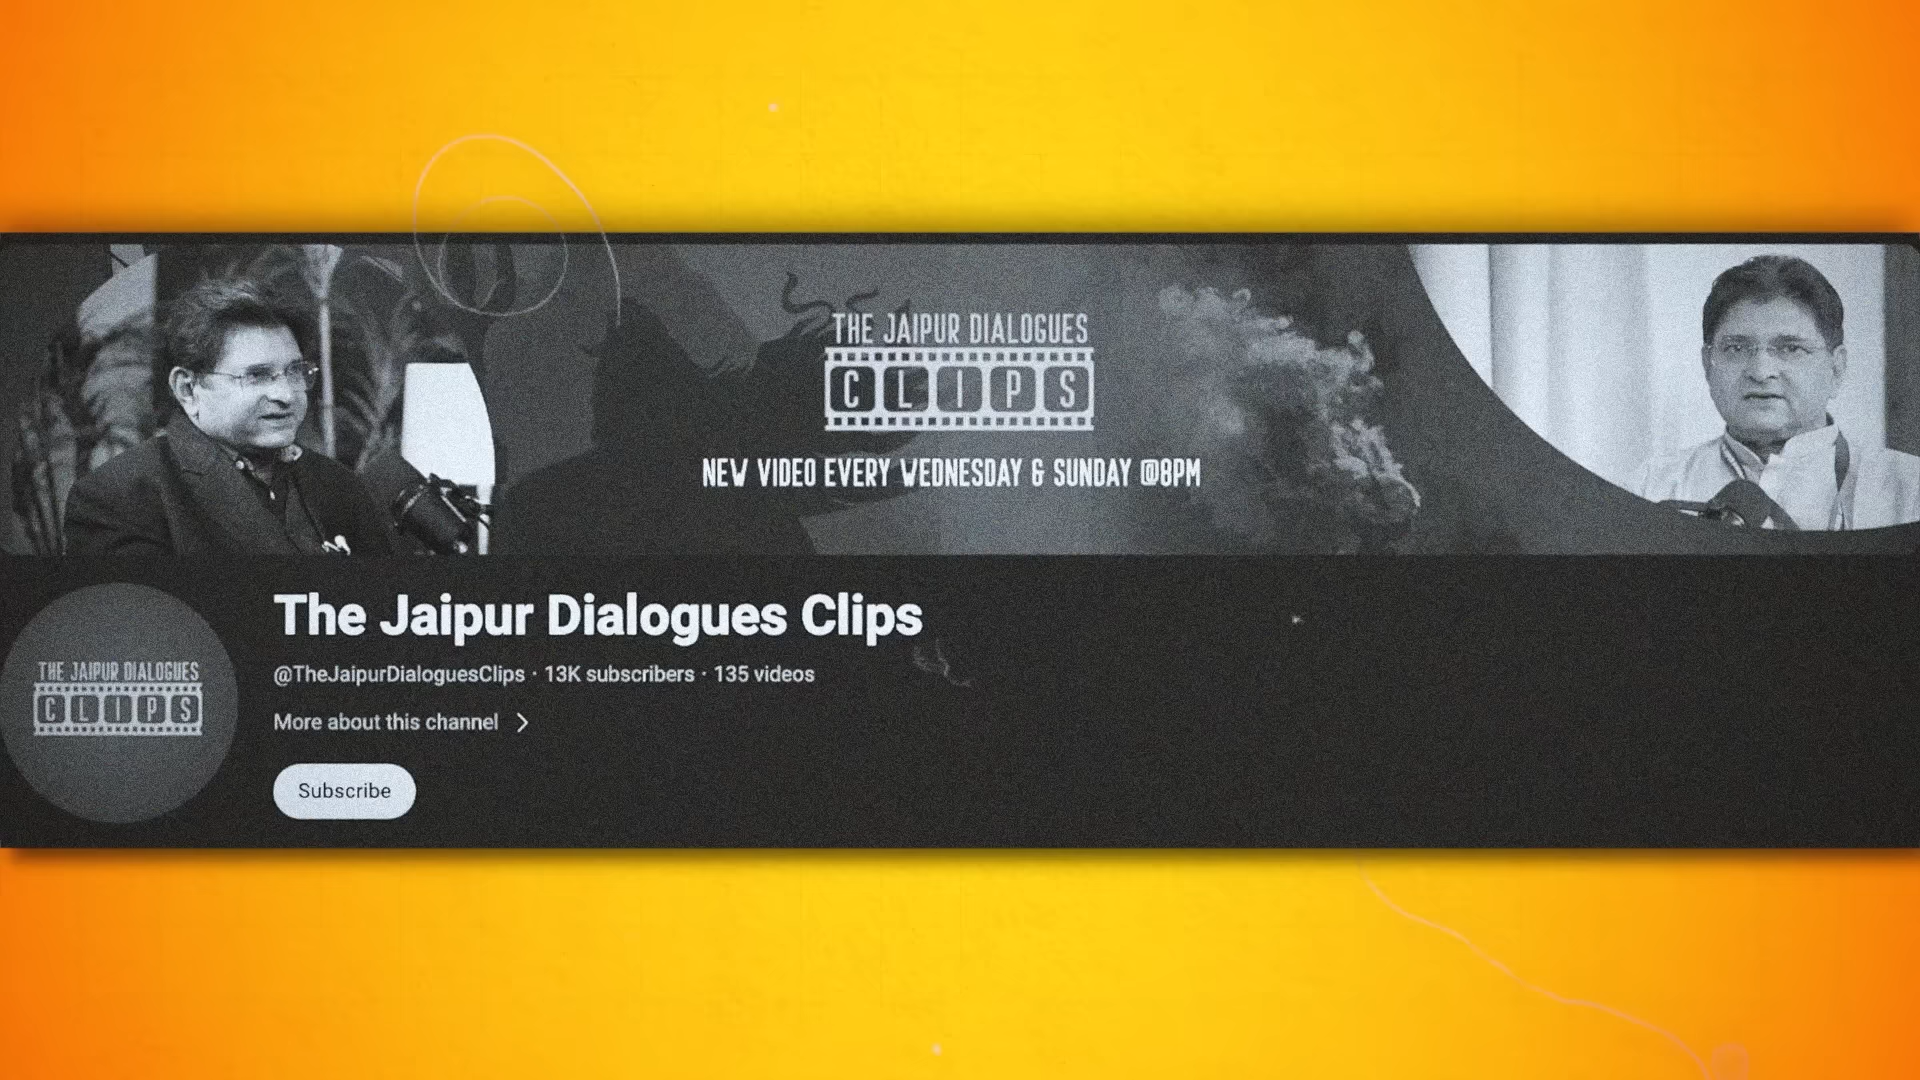 THE JAIPUR DIALOGUES
CLIPS
NEW VIDEO EVERY WEDNESDAY & SUNDAY @8PM
The Jaipur Dialogues Clips
@TheJaipurDialoguesClips · 13K subscribers · 135 videos
THE JAIPUR DIALOGUES
CLIPS
More about this channel >
Subscribe